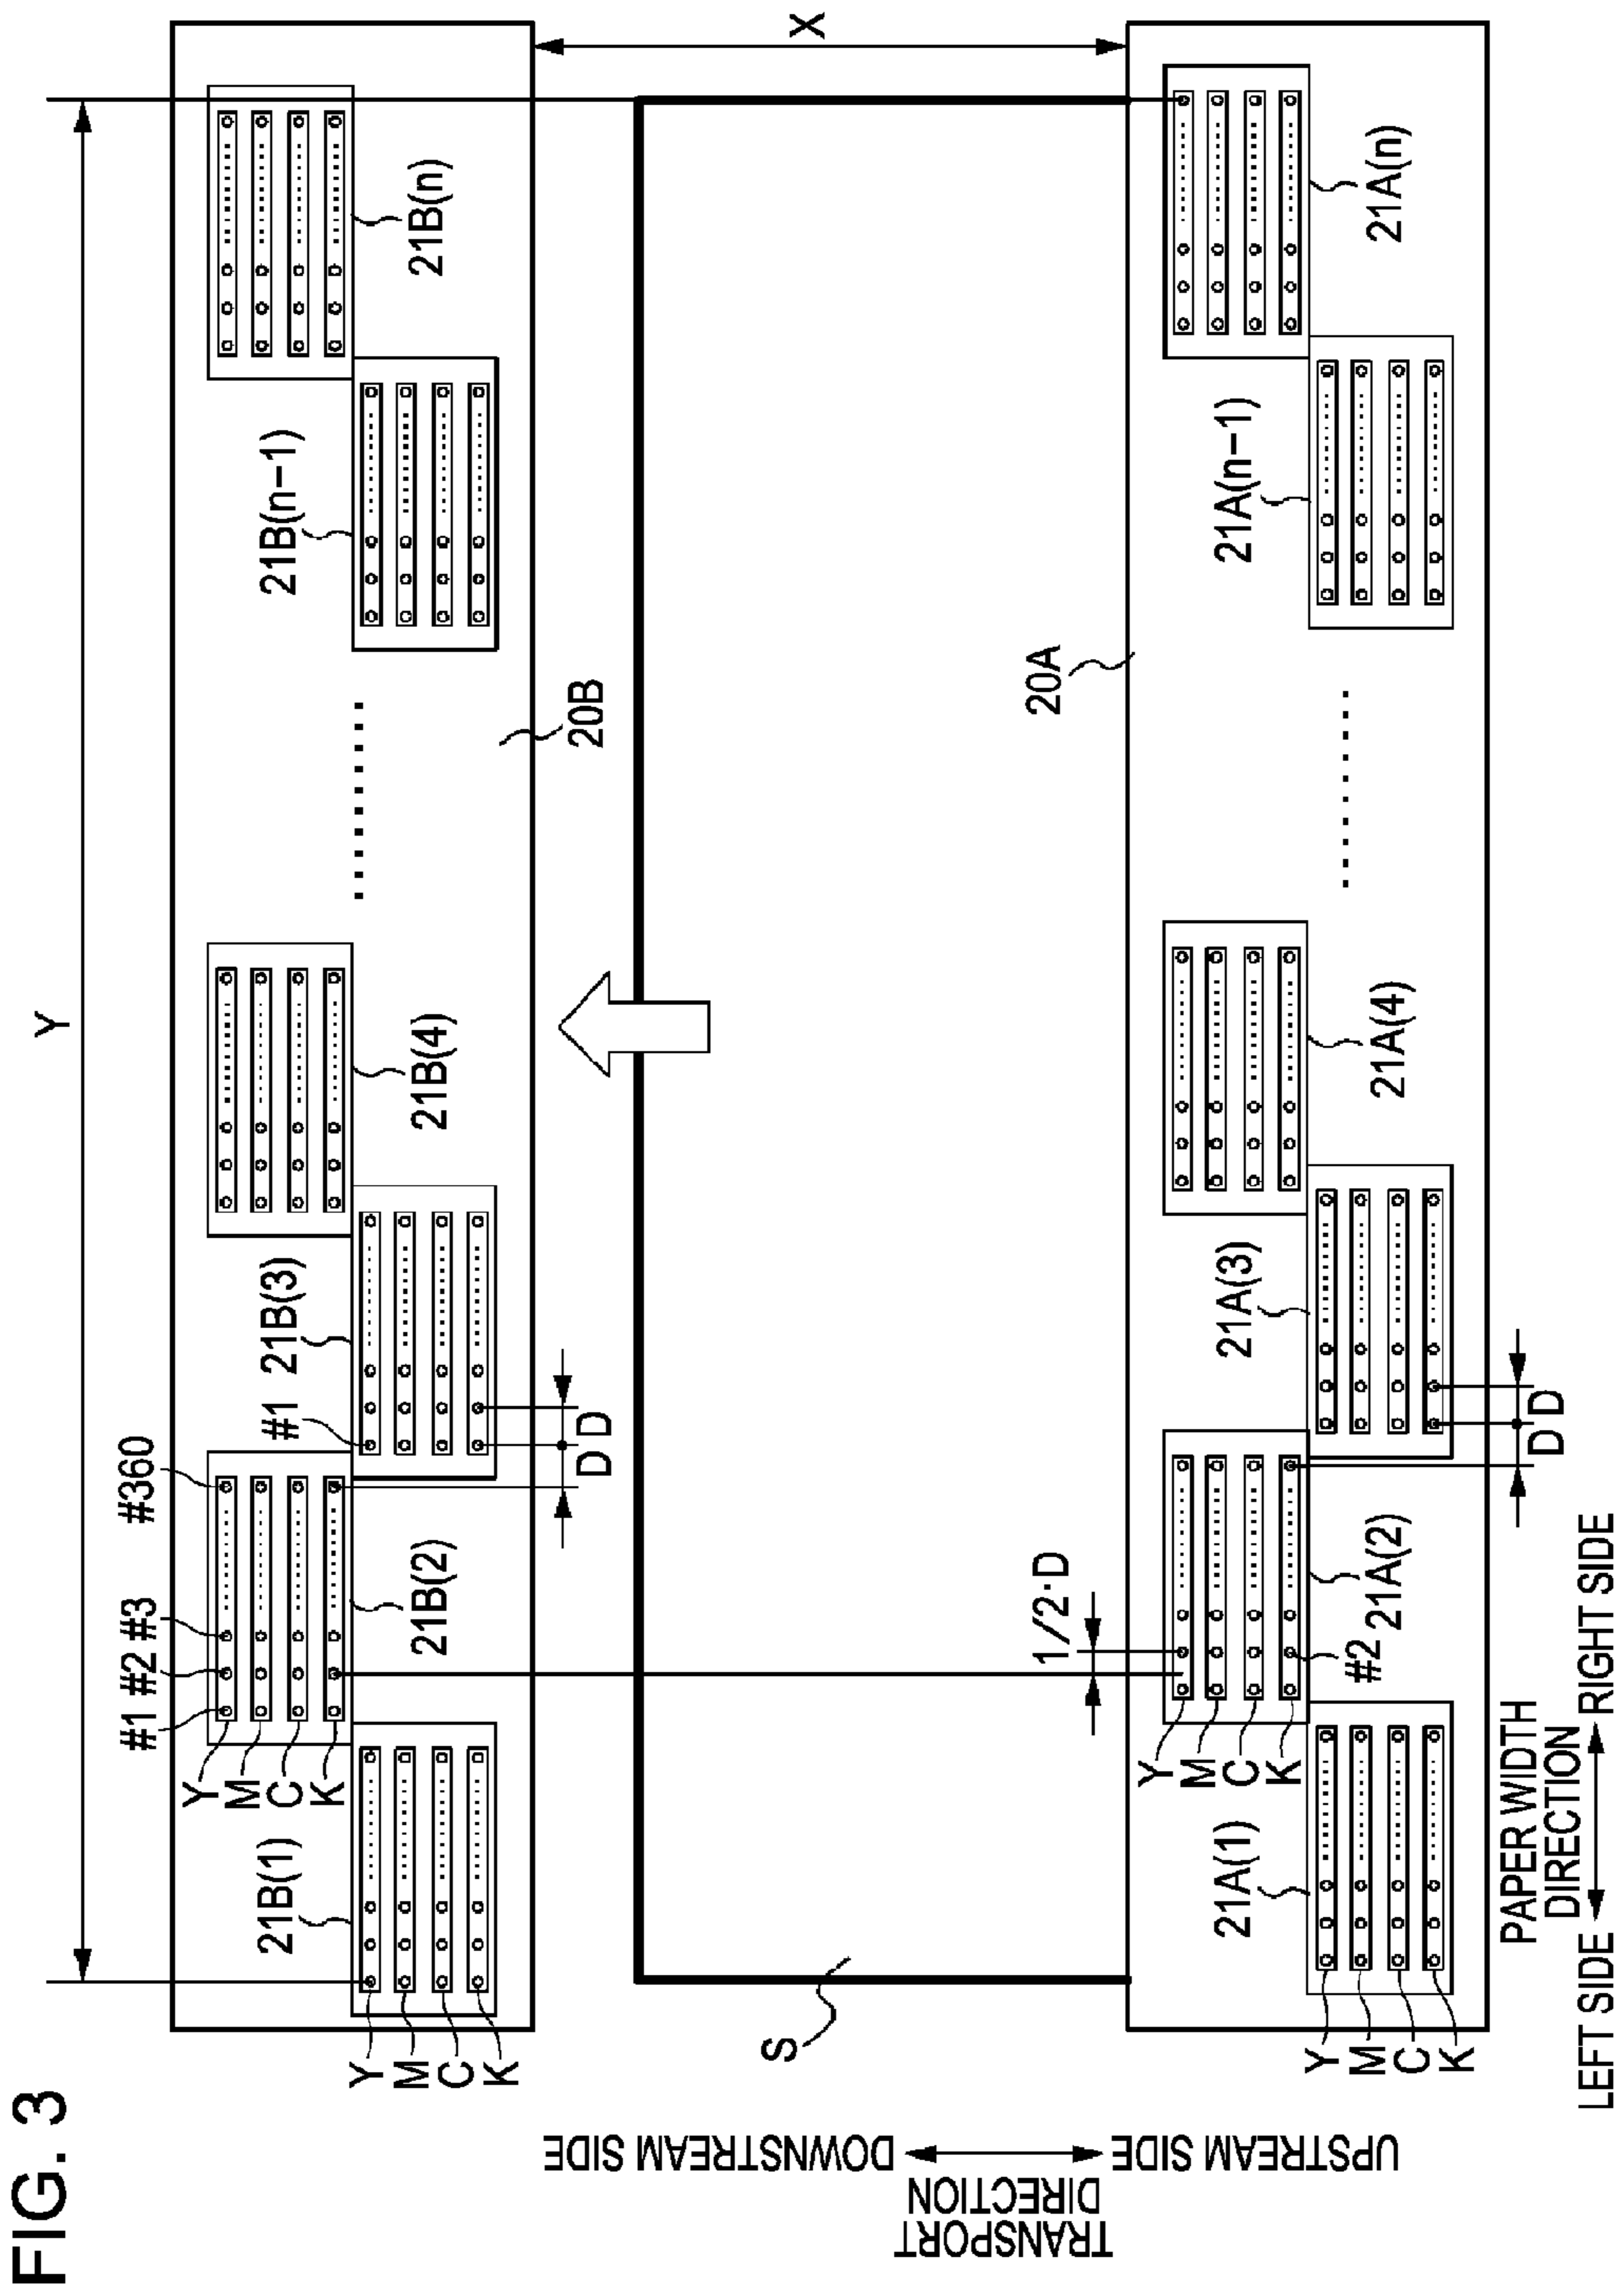 FIG. 3
Y
X
#1 #2 #3
#360
Y
M
C
K
21B(1)
21B(2)
21B(3)
21B(4)
21B(n-1)
21B(n)
Y
M
C
K
#1
D D
20B
S
1/2·D
20A
Y
M
C
K
21A(1)
#2
21A(2)
21A(3)
21A(4)
21A(n-1)
21A(n)
Y
M
C
K
D D
DOWNSTREAM SIDE
UPSTREAM SIDE
TRANSPORT
DIRECTION
PAPER WIDTH
DIRECTION
LEFT SIDE
RIGHT SIDE